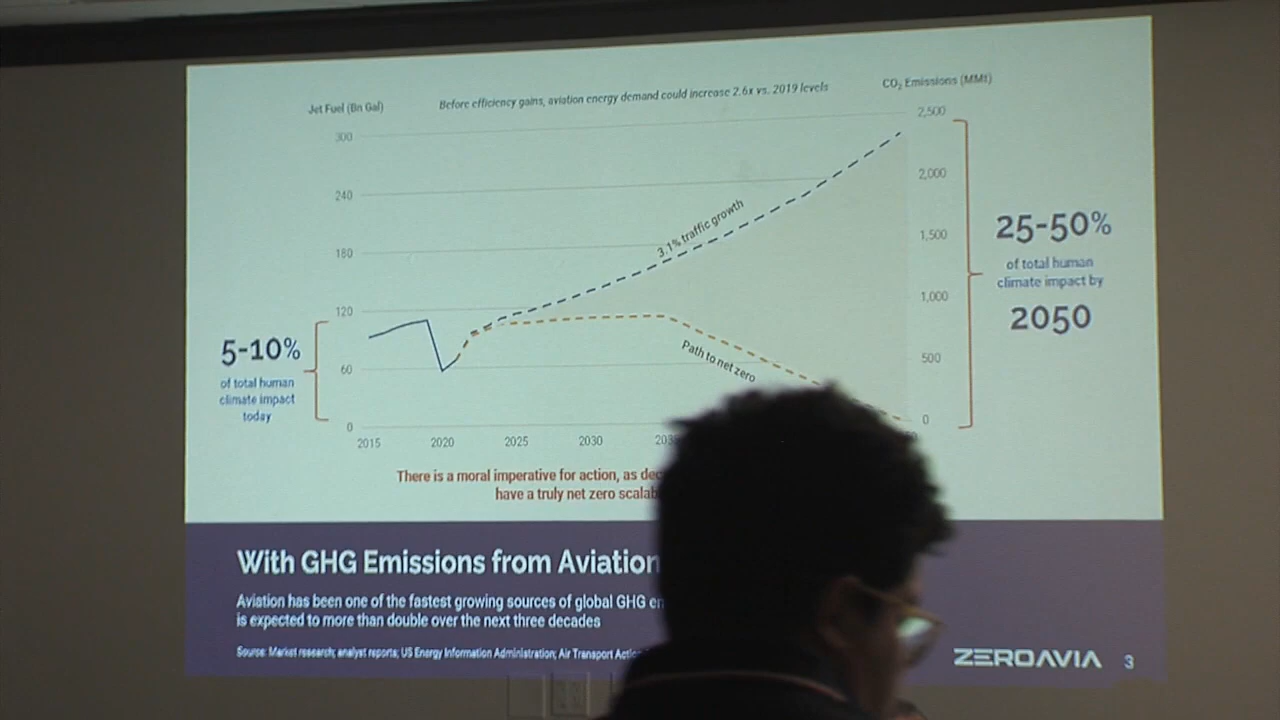 Jet Fuel (Bn Gal)
Before efficiency gains, aviation energy demand could increase 2.6x vs. 2019 levels
CO₂ Emissions (MMt)
300
240
180
120
60
0
2,500
2,000
1,500
1,000
500
0
3.1% traffic growth
Path to net zero
5-10%
of total human
climate impact
today
25-50%
of total human
climate impact by
2050
2015
2020
2025
2030
There is a moral imperative for action, as
have a truly net zero
With GHG Emissions from Aviation
Aviation has been one of the fastest growing sources of global GHG
is expected to more than double over the next three decades
Source: Market research; analyst reports; US Energy Information Administration; Air Transport
ZEROAVIA
3